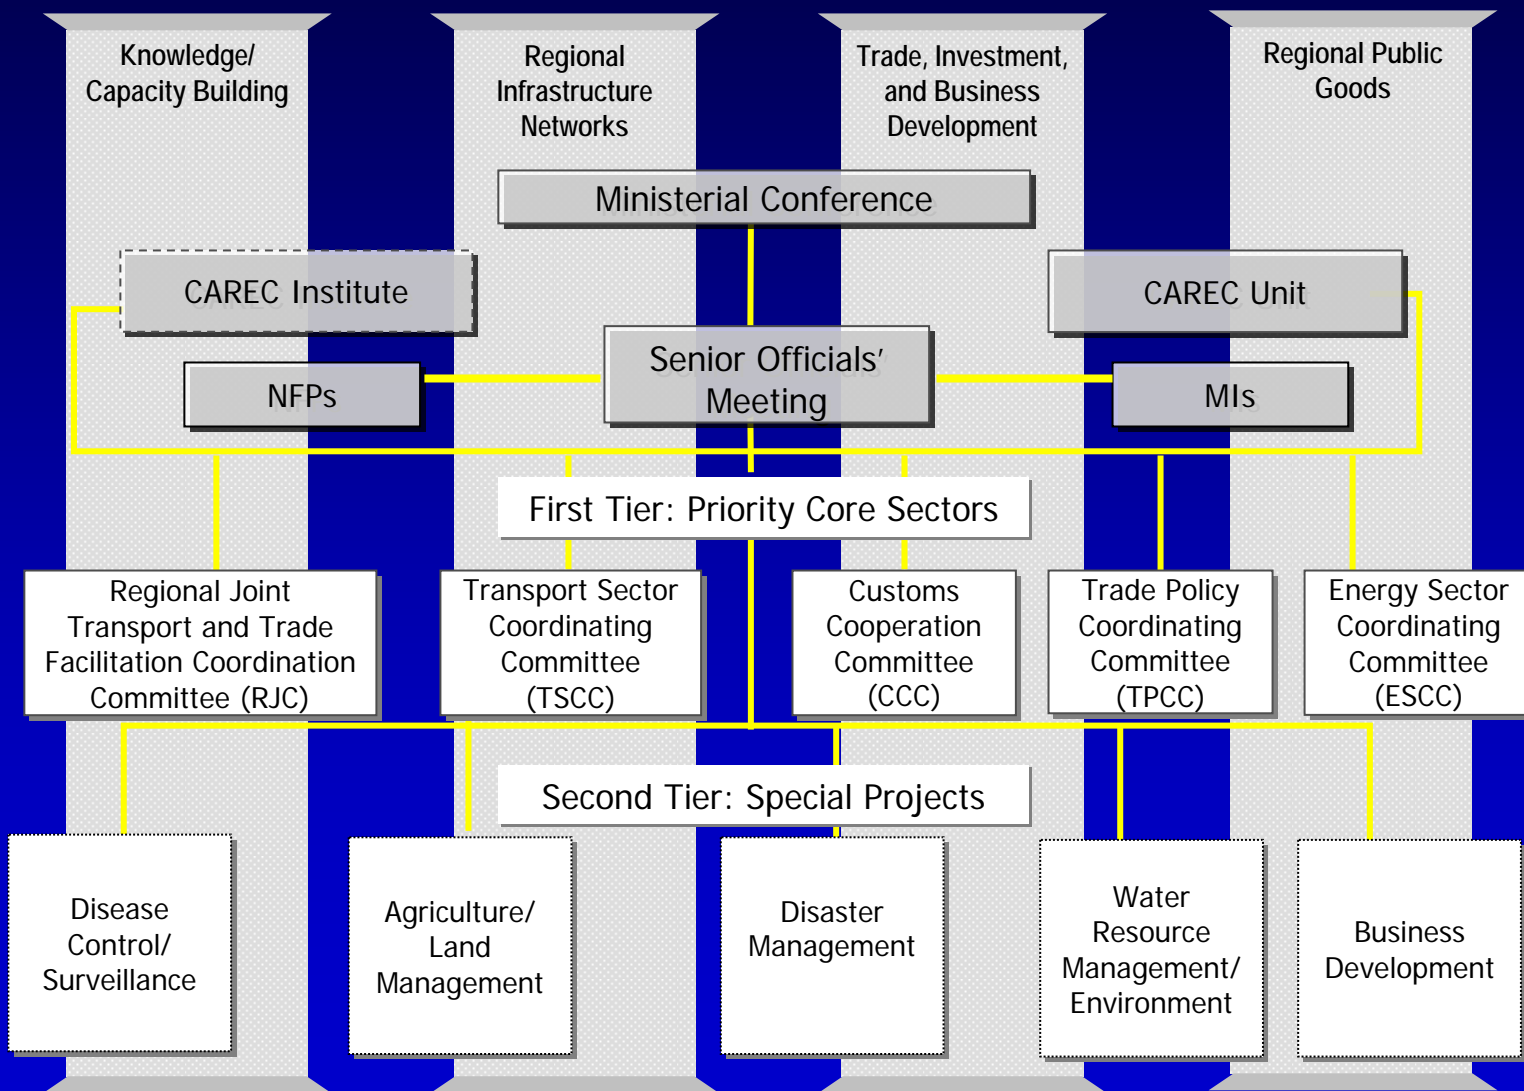 Knowledge/
Capacity Building
Regional
Infrastructure
Networks
Trade, Investment,
and Business
Development
Regional Public
Goods
Ministerial Conference
CAREC Institute
CAREC Unit
Senior Officials’
Meeting
NFPs
MIs
First Tier: Priority Core Sectors
Regional Joint
Transport and Trade
Facilitation Coordination
Committee (RJC)
Transport Sector
Coordinating
Committee
(TSCC)
Customs
Cooperation
Committee
(CCC)
Trade Policy
Coordinating
Committee
(TPCC)
Energy Sector
Coordinating
Committee
(ESCC)
Second Tier: Special Projects
Disease
Control/
Surveillance
Agriculture/
Land
Management
Disaster
Management
Water
Resource
Management/
Environment
Business
Development